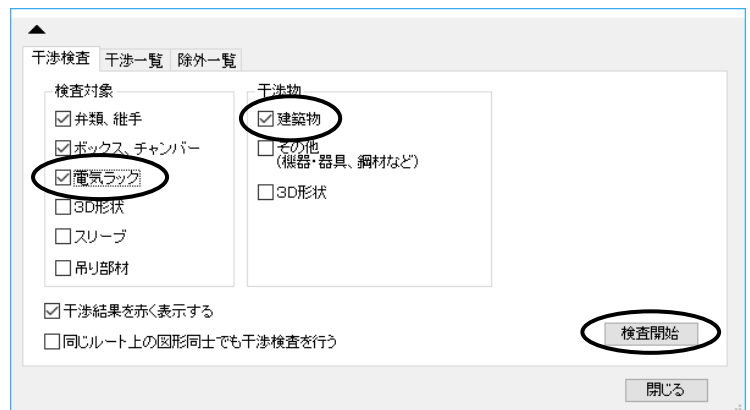 干渉検査 干渉一覧 除外一覧
検査対象
弁類、継手
ボックス、チャンバー
電気ラック
3D形状
スリーブ
吊り部材
干渉物
建築物
その他
(機器・器具、鋼材など)
3D形状
干渉結果を赤く表示する
同じルート上の図形同士でも干渉検査を行う
検査開始
閉じる